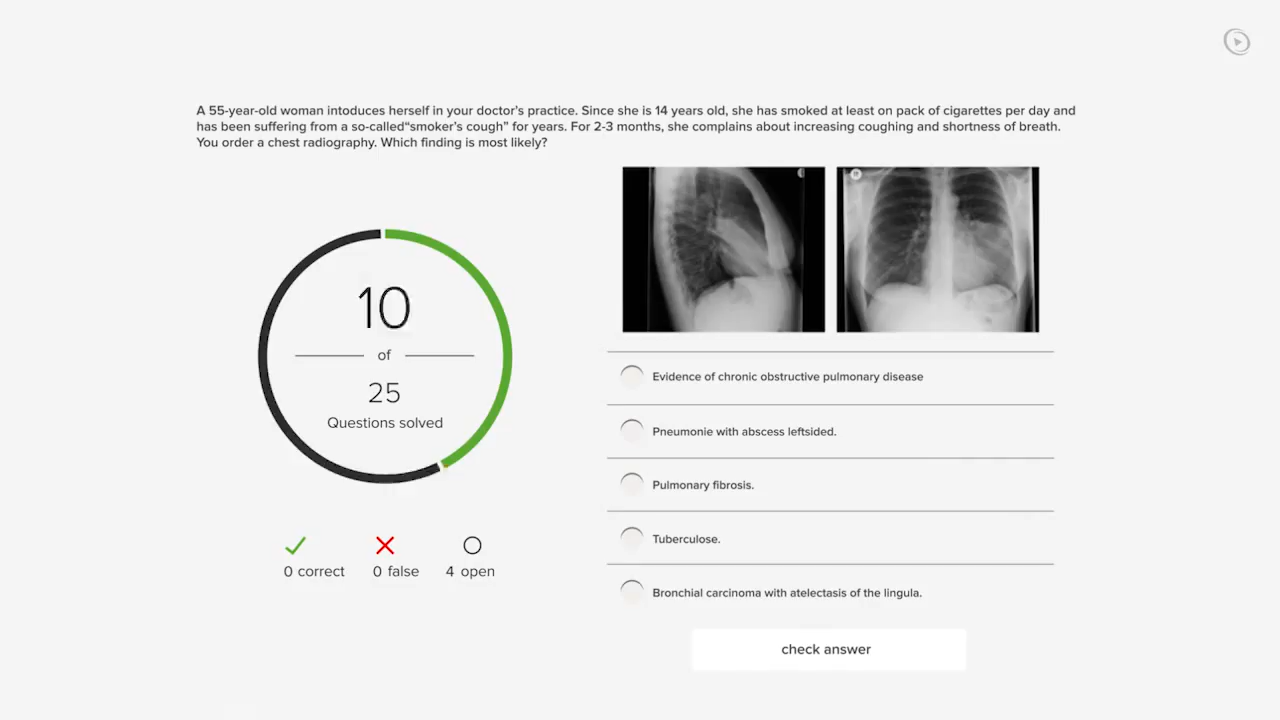 A 55-year-old woman intoduces herself in your doctor's practice. Since she is 14 years old, she has smoked at least on pack of cigarettes per day and
has been suffering from a so-called“smoker's cough” for years. For 2-3 months, she complains about increasing coughing and shortness of breath.
You order a chest radiography. Which finding is most likely?
10
of
25
Questions solved
0 correct
0 false
4 open
Evidence of chronic obstructive pulmonary disease
Pneumonie with abscess leftsided.
Pulmonary fibrosis.
Tuberculose.
Bronchial carcinoma with atelectasis of the lingula.
check answer